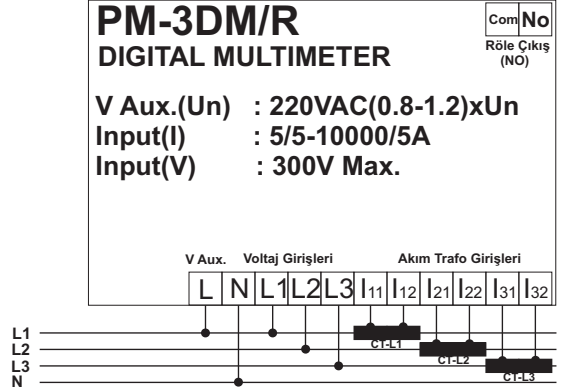 PM-3DM/R
Com No
DIGITAL MULTIMETER
Röle Çıkış
(NO)
V Aux.(Un) : 220VAC(0.8-1.2)xUn
Input(I) : 5/5-10000/5A
Input(V) : 300V Max.
V Aux. Voltaj Girişleri Akım Trafo Girişleri
L N L1 L2 L3 I11 I12 I21 I22 I31 I32
L1
CT-L1
L2
CT-L2
L3
CT-L3
N